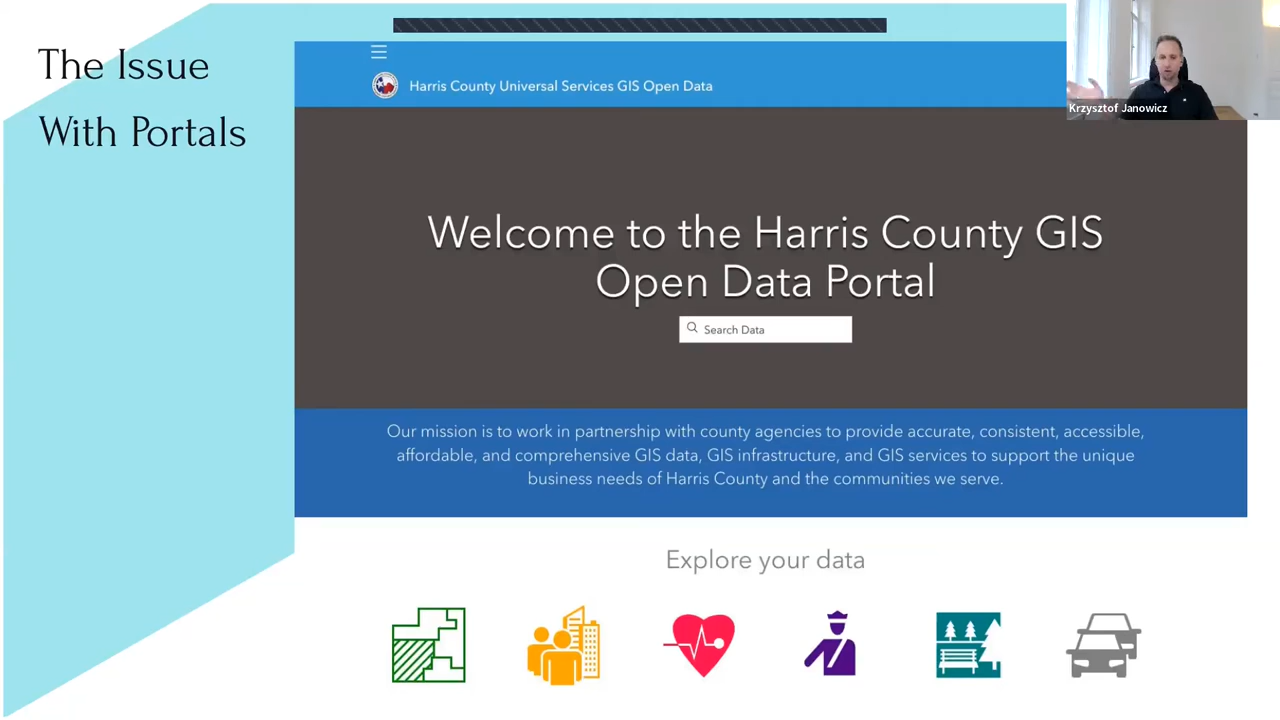 The Issue
With Portals
Harris County Universal Services GIS Open Data
Krzysztof Janowicz
Welcome to the Harris County GIS
Open Data Portal
Search Data
Our mission is to work in partnership with county agencies to provide accurate, consistent, accessible,
affordable, and comprehensive GIS data, GIS infrastructure, and GIS services to support the unique
business needs of Harris County and the communities we serve.
Explore your data